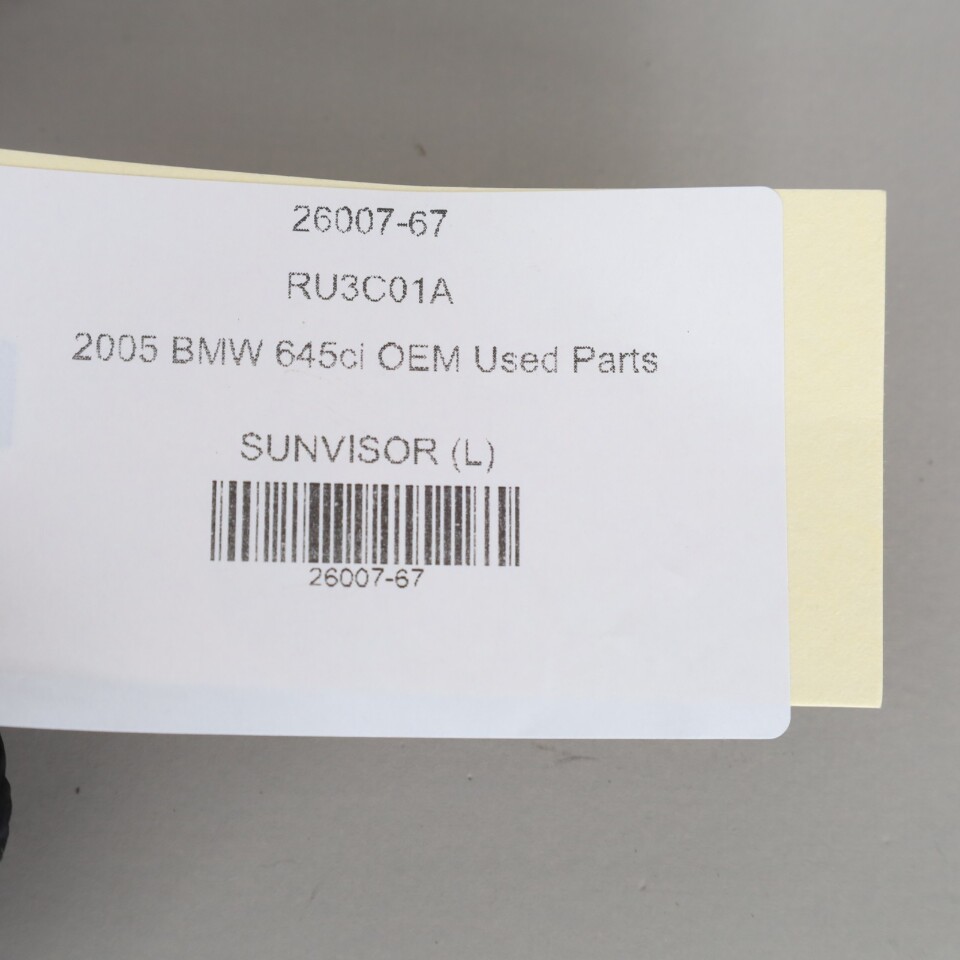 26007-67
RU3C01A
2005 BMW 645ci OEM Used Parts
SUNVISOR (L)
26007-67